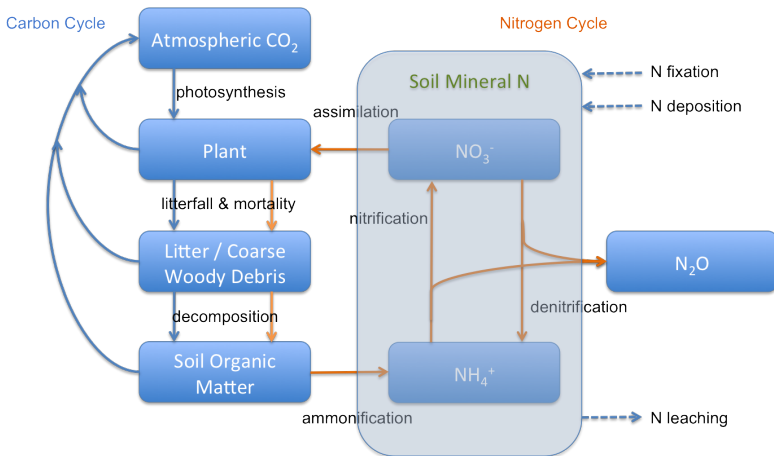 Carbon Cycle
Nitrogen Cycle
Atmospheric CO₂
Soil Mineral N
N fixation
photosynthesis
N deposition
assimilation
Plant
NO₃⁻
litterfall & mortality
nitrification
Litter / Coarse
Woody Debris
N₂O
decomposition
denitrification
Soil Organic
Matter
NH₄⁺
ammonification
N leaching